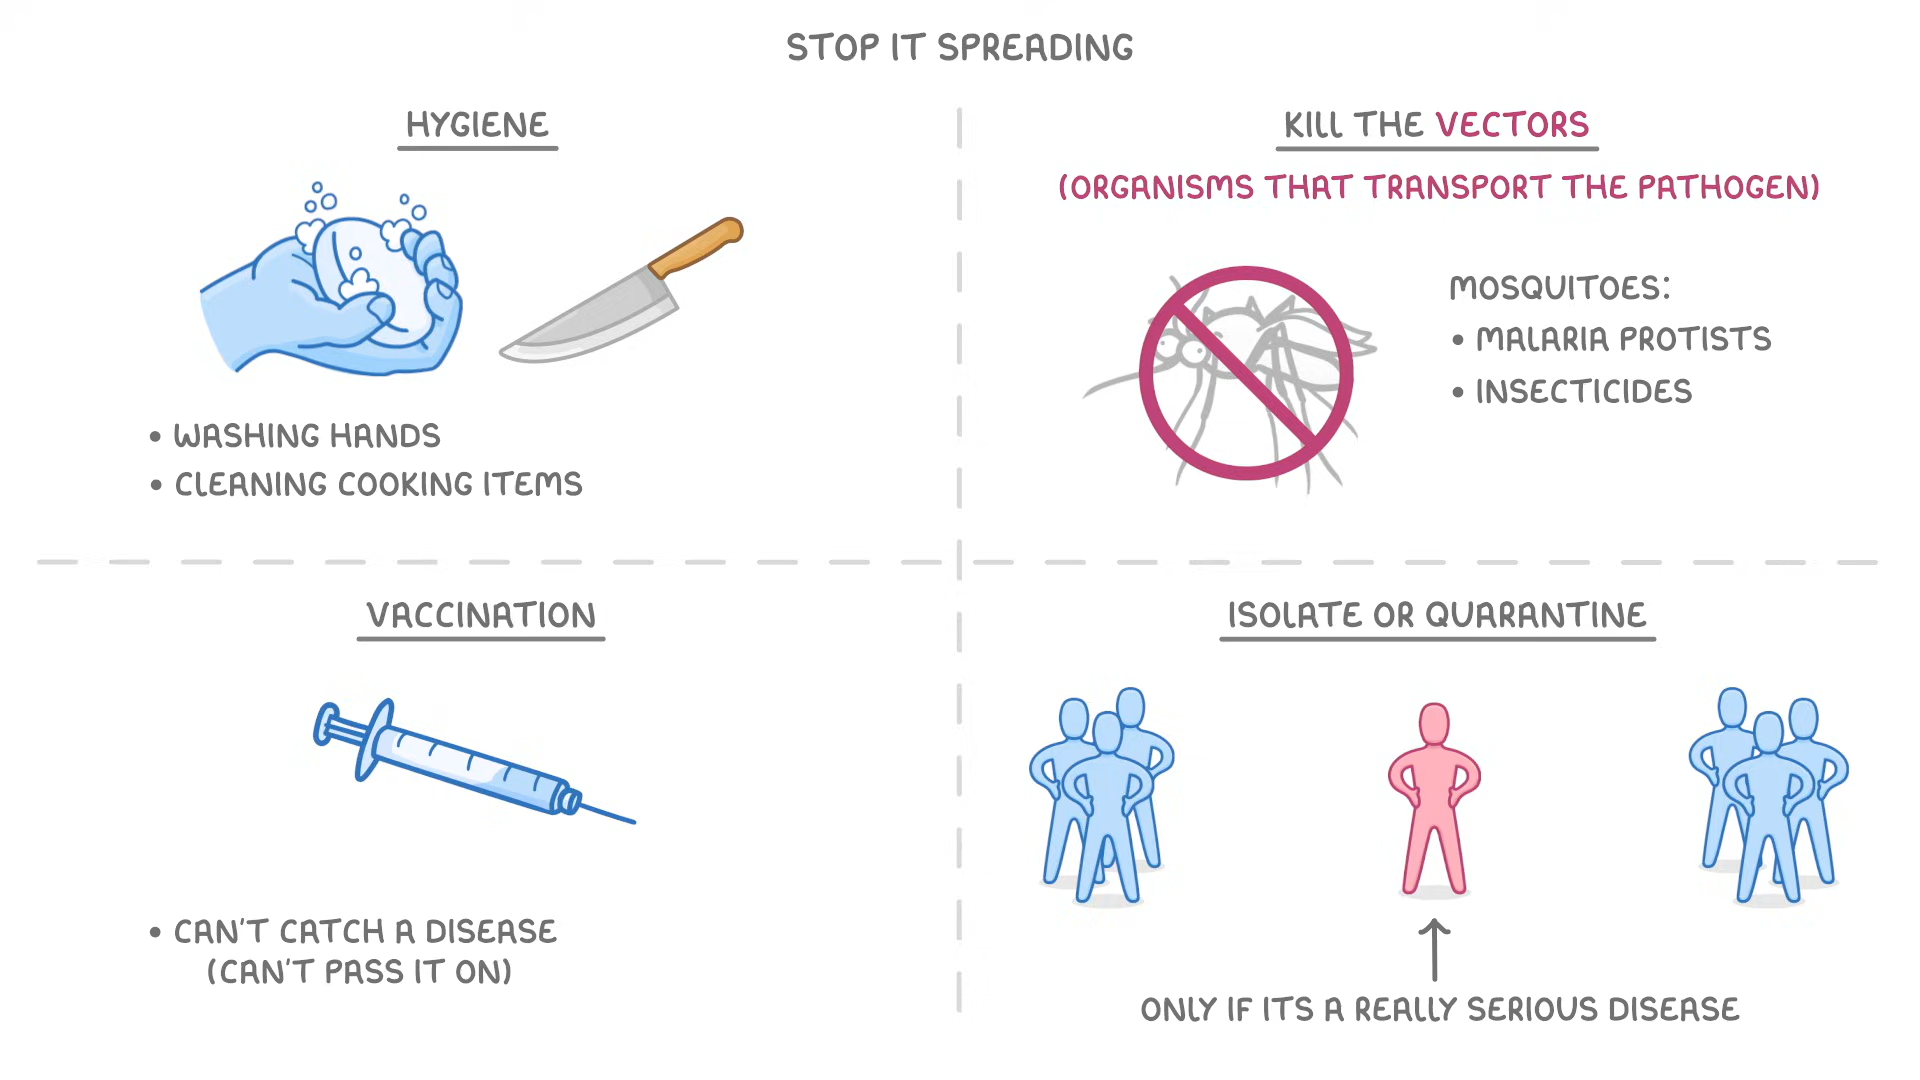 STOP IT SPREADING
HYGIENE
• WASHING HANDS
• CLEANING COOKING ITEMS
KILL THE VECTORS
(ORGANISMS THAT TRANSPORT THE PATHOGEN)
MOSQUITOES:
• MALARIA PROTISTS
• INSECTICIDES
VACCINATION
• CAN'T CATCH A DISEASE
(CAN'T PASS IT ON)
ISOLATE OR QUARANTINE
ONLY IF ITS A REALLY SERIOUS DISEASE